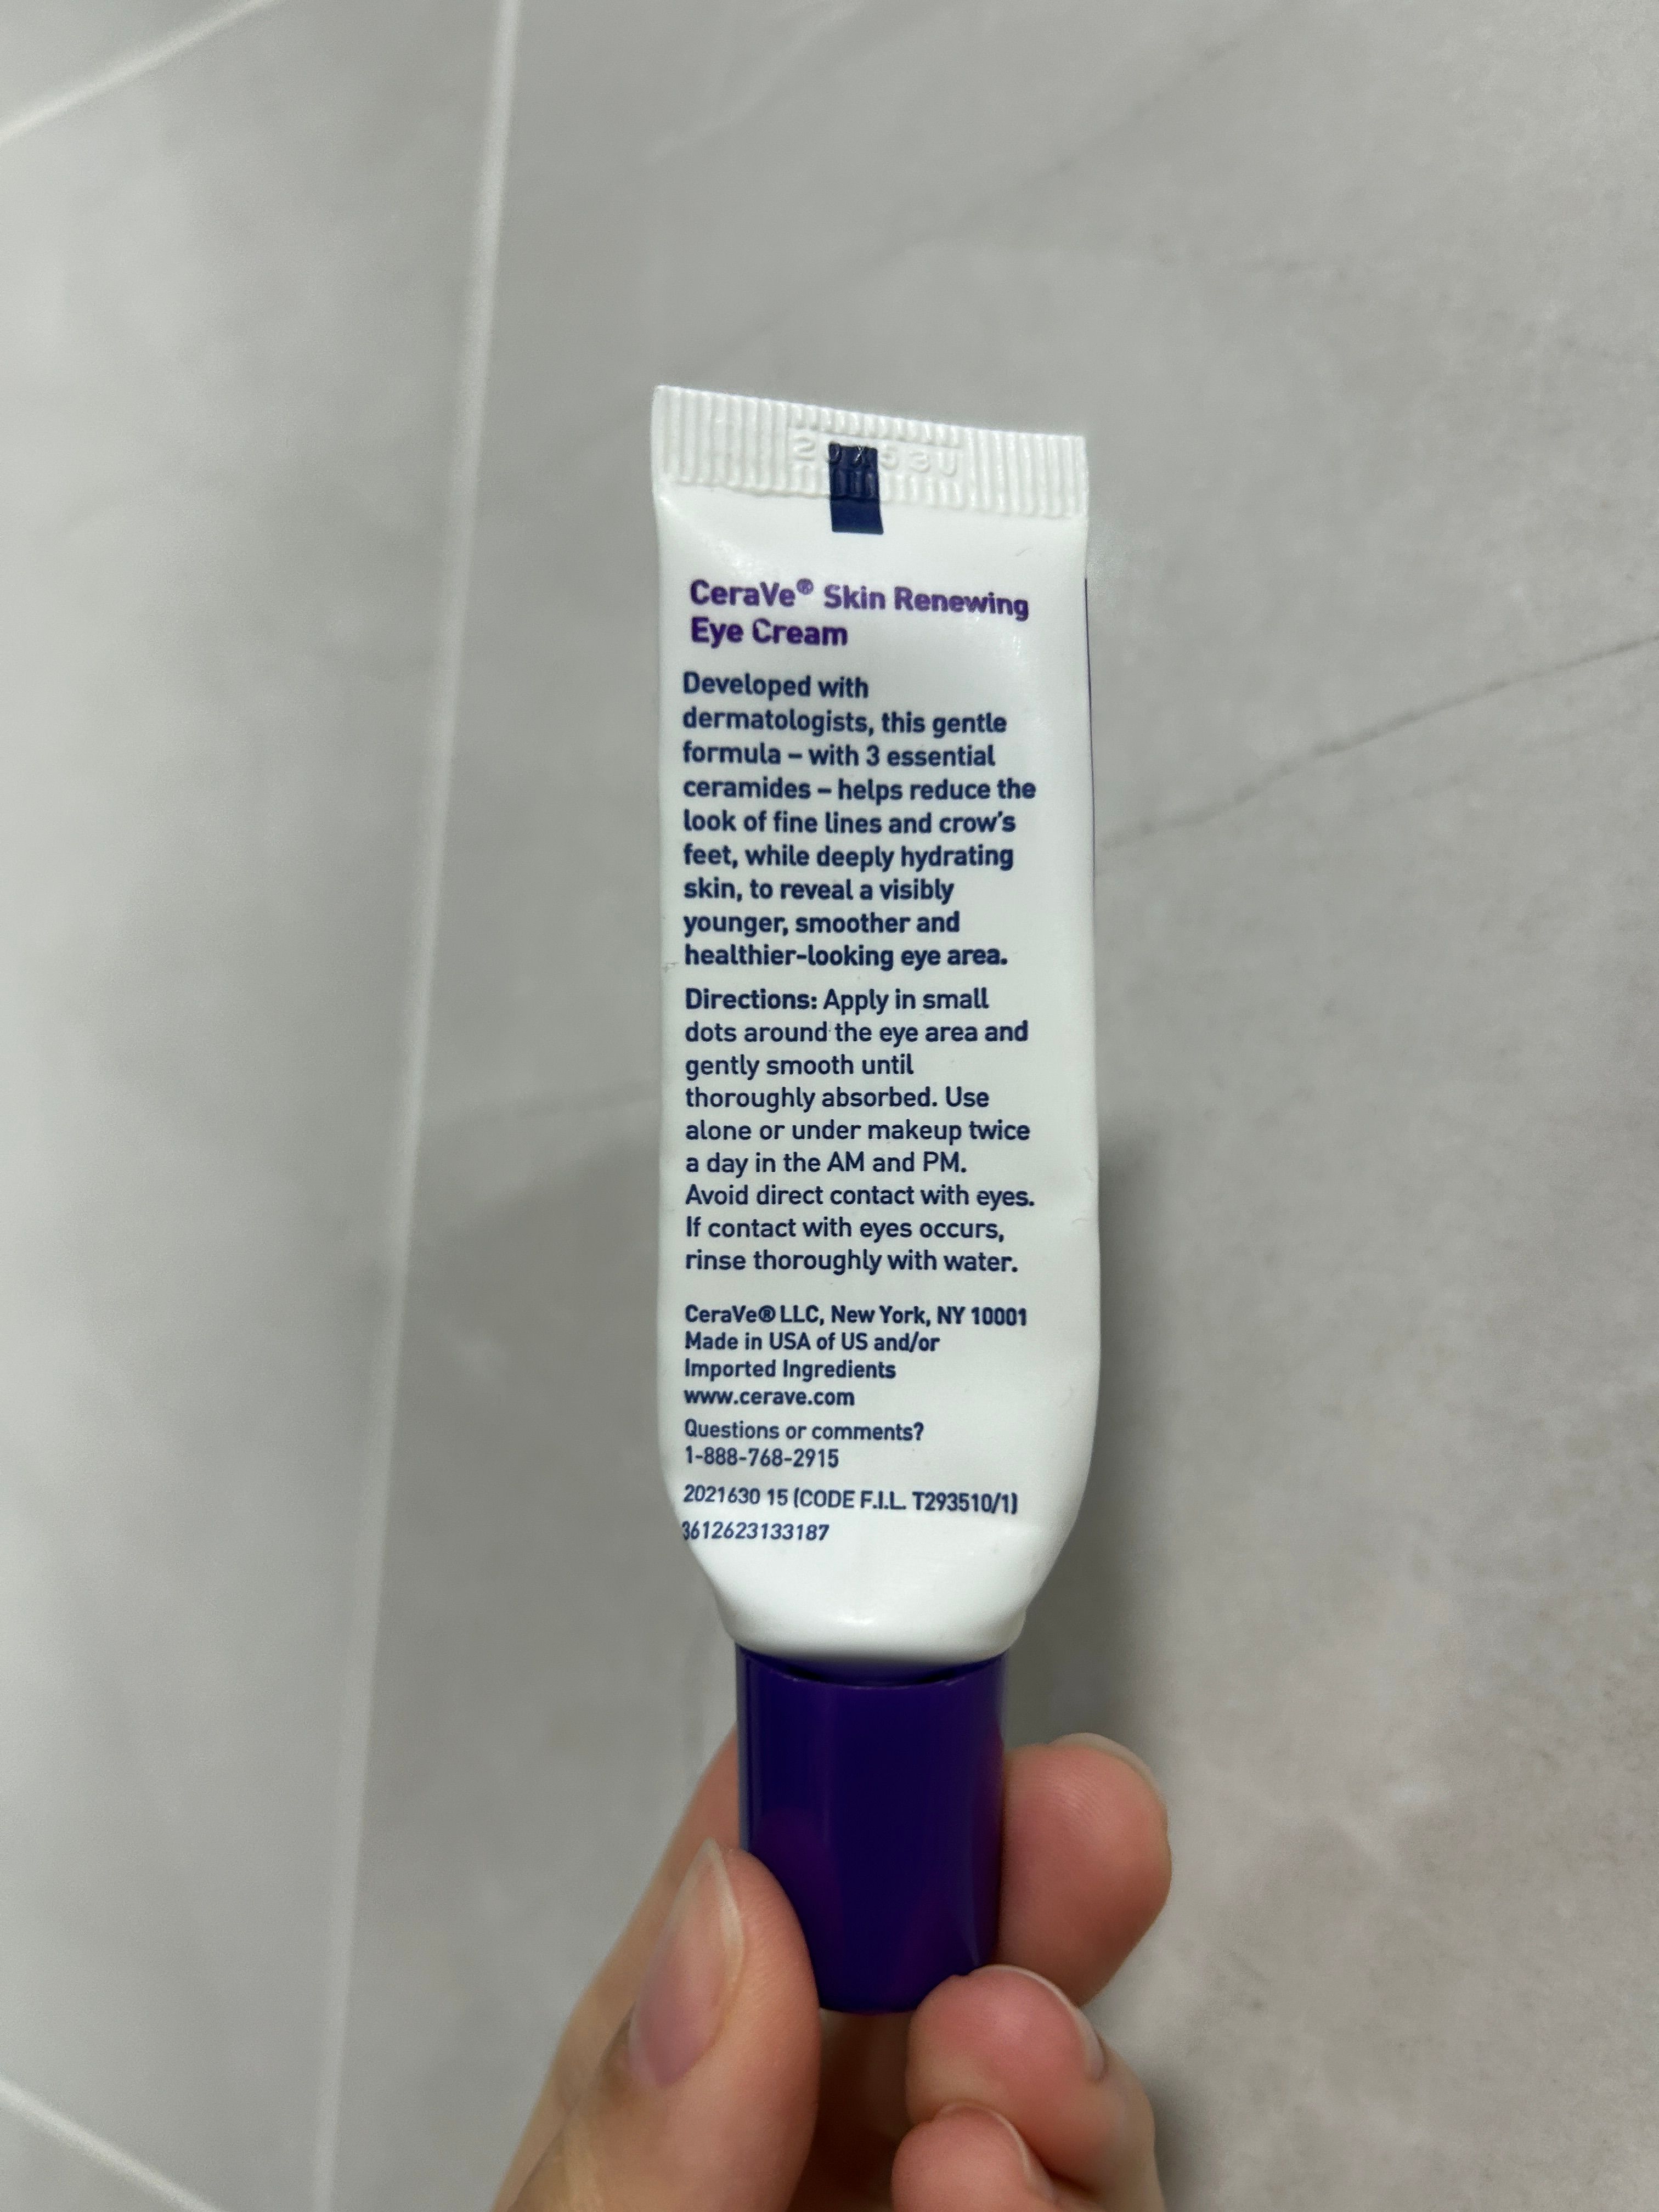 CeraVe® Skin Renewing
Eye Cream
Developed with
dermatologists, this gentle
formula – with 3 essential
ceramides – helps reduce the
look of fine lines and crow's
feet, while deeply hydrating
skin, to reveal a visibly
younger, smoother and
healthier-looking eye area.
Directions: Apply in small
dots around the eye area and
gently smooth until
thoroughly absorbed. Use
alone or under makeup twice
a day in the AM and PM.
Avoid direct contact with eyes.
If contact with eyes occurs,
rinse thoroughly with water.
CeraVe® LLC, New York, NY 10001
Made in USA of US and/or
Imported Ingredients
www.cerave.com
Questions or comments?
1-888-768-2915
2021630 15 (CODE F.I.L. T293510/1)
3612623133187